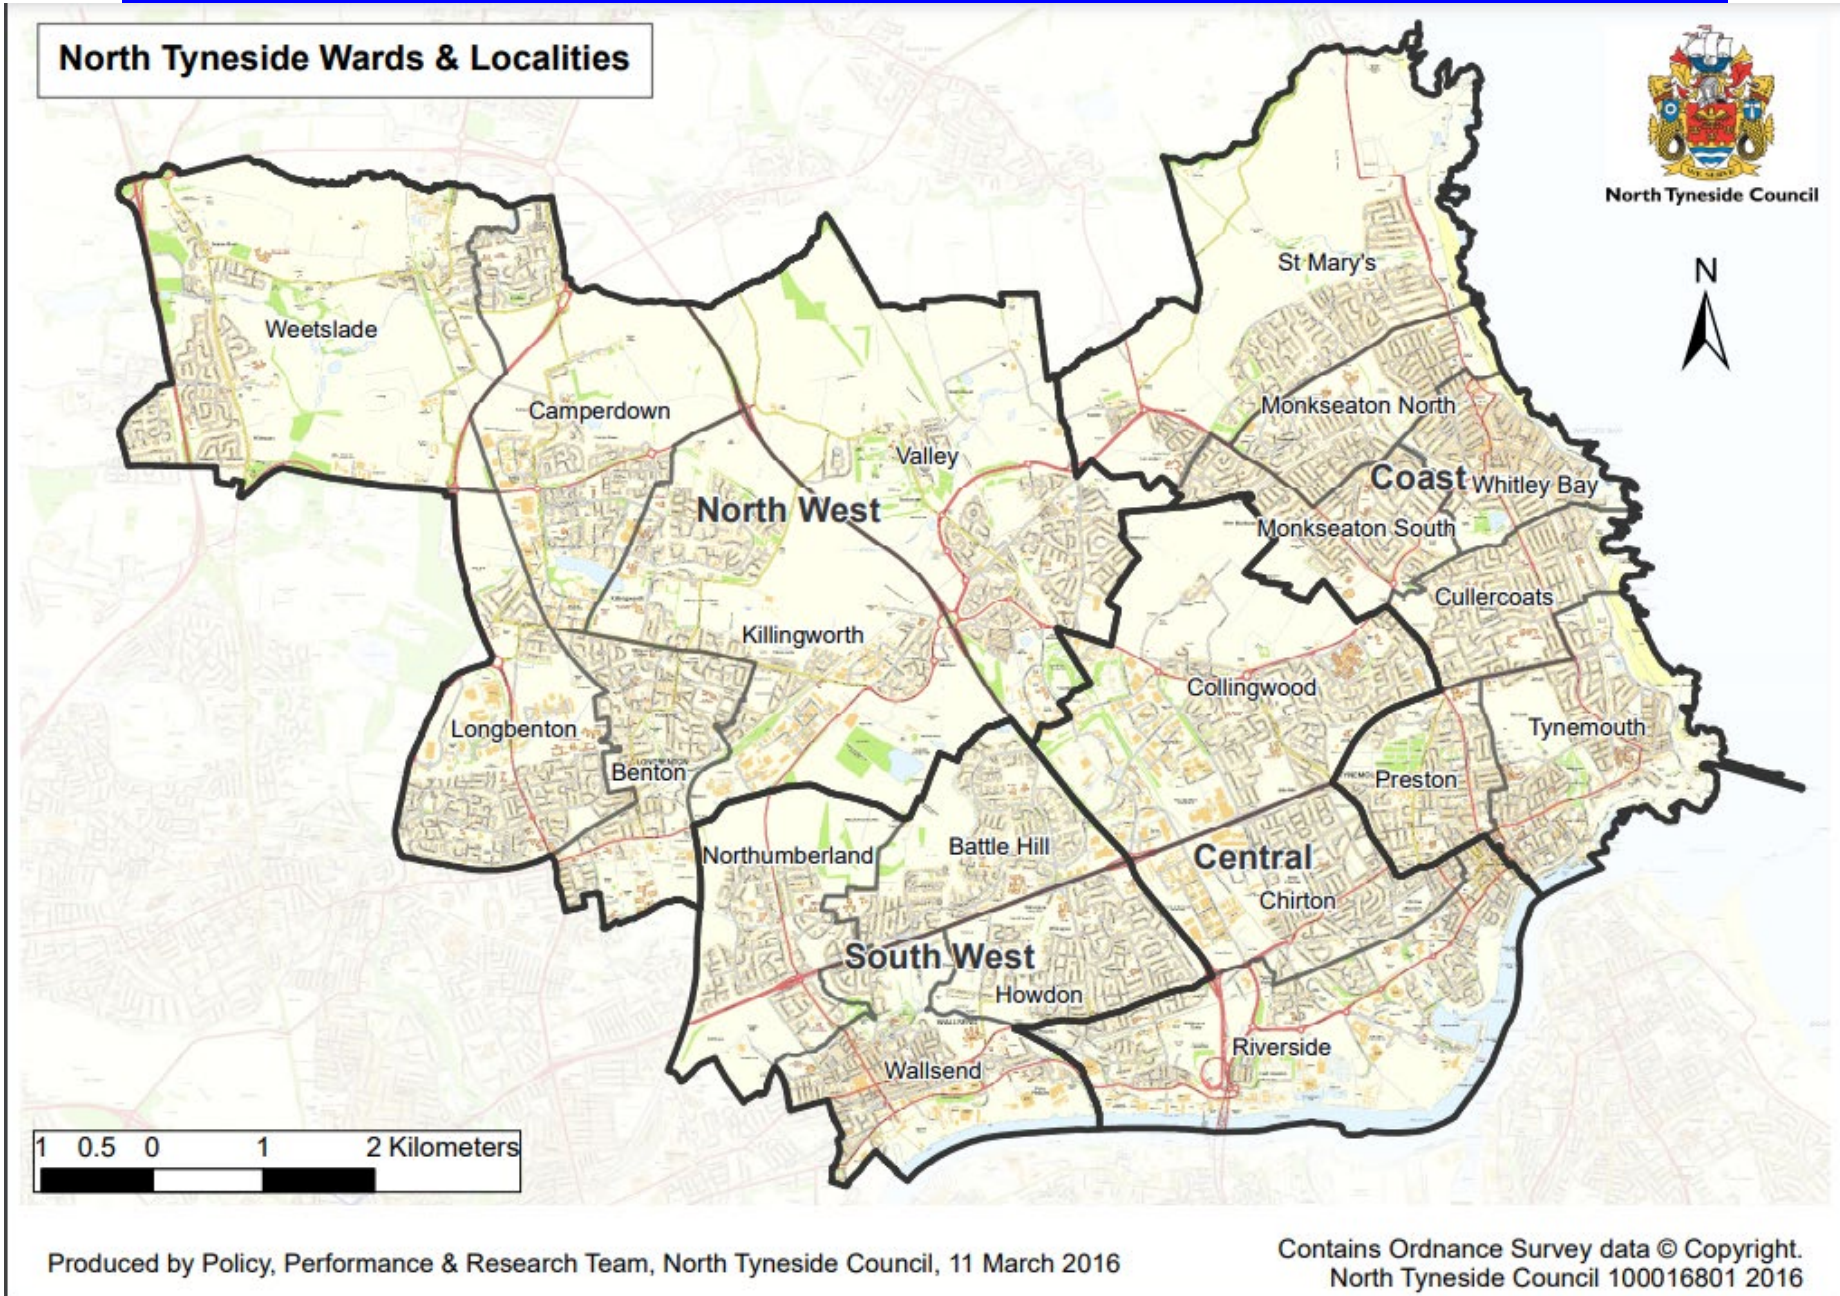 North Tyneside Wards & Localities
WE SERVE
North Tyneside Council
N
St Mary's
Weetslade
Camperdown
Monkseaton North
Valley
Coast
Whitley Bay
North West
Monkseaton South
Cullercoats
Killingworth
Collingwood
Longbenton
Tynemouth
Benton
Preston
Northumberland
Battle Hill
Central
Chirton
South West
Howdon
WALLSEND
Riverside
Wallsend
1 0.5 0 1 2 Kilometers
Produced by Policy, Performance & Research Team, North Tyneside Council, 11 March 2016
Contains Ordnance Survey data © Copyright.
North Tyneside Council 100016801 2016